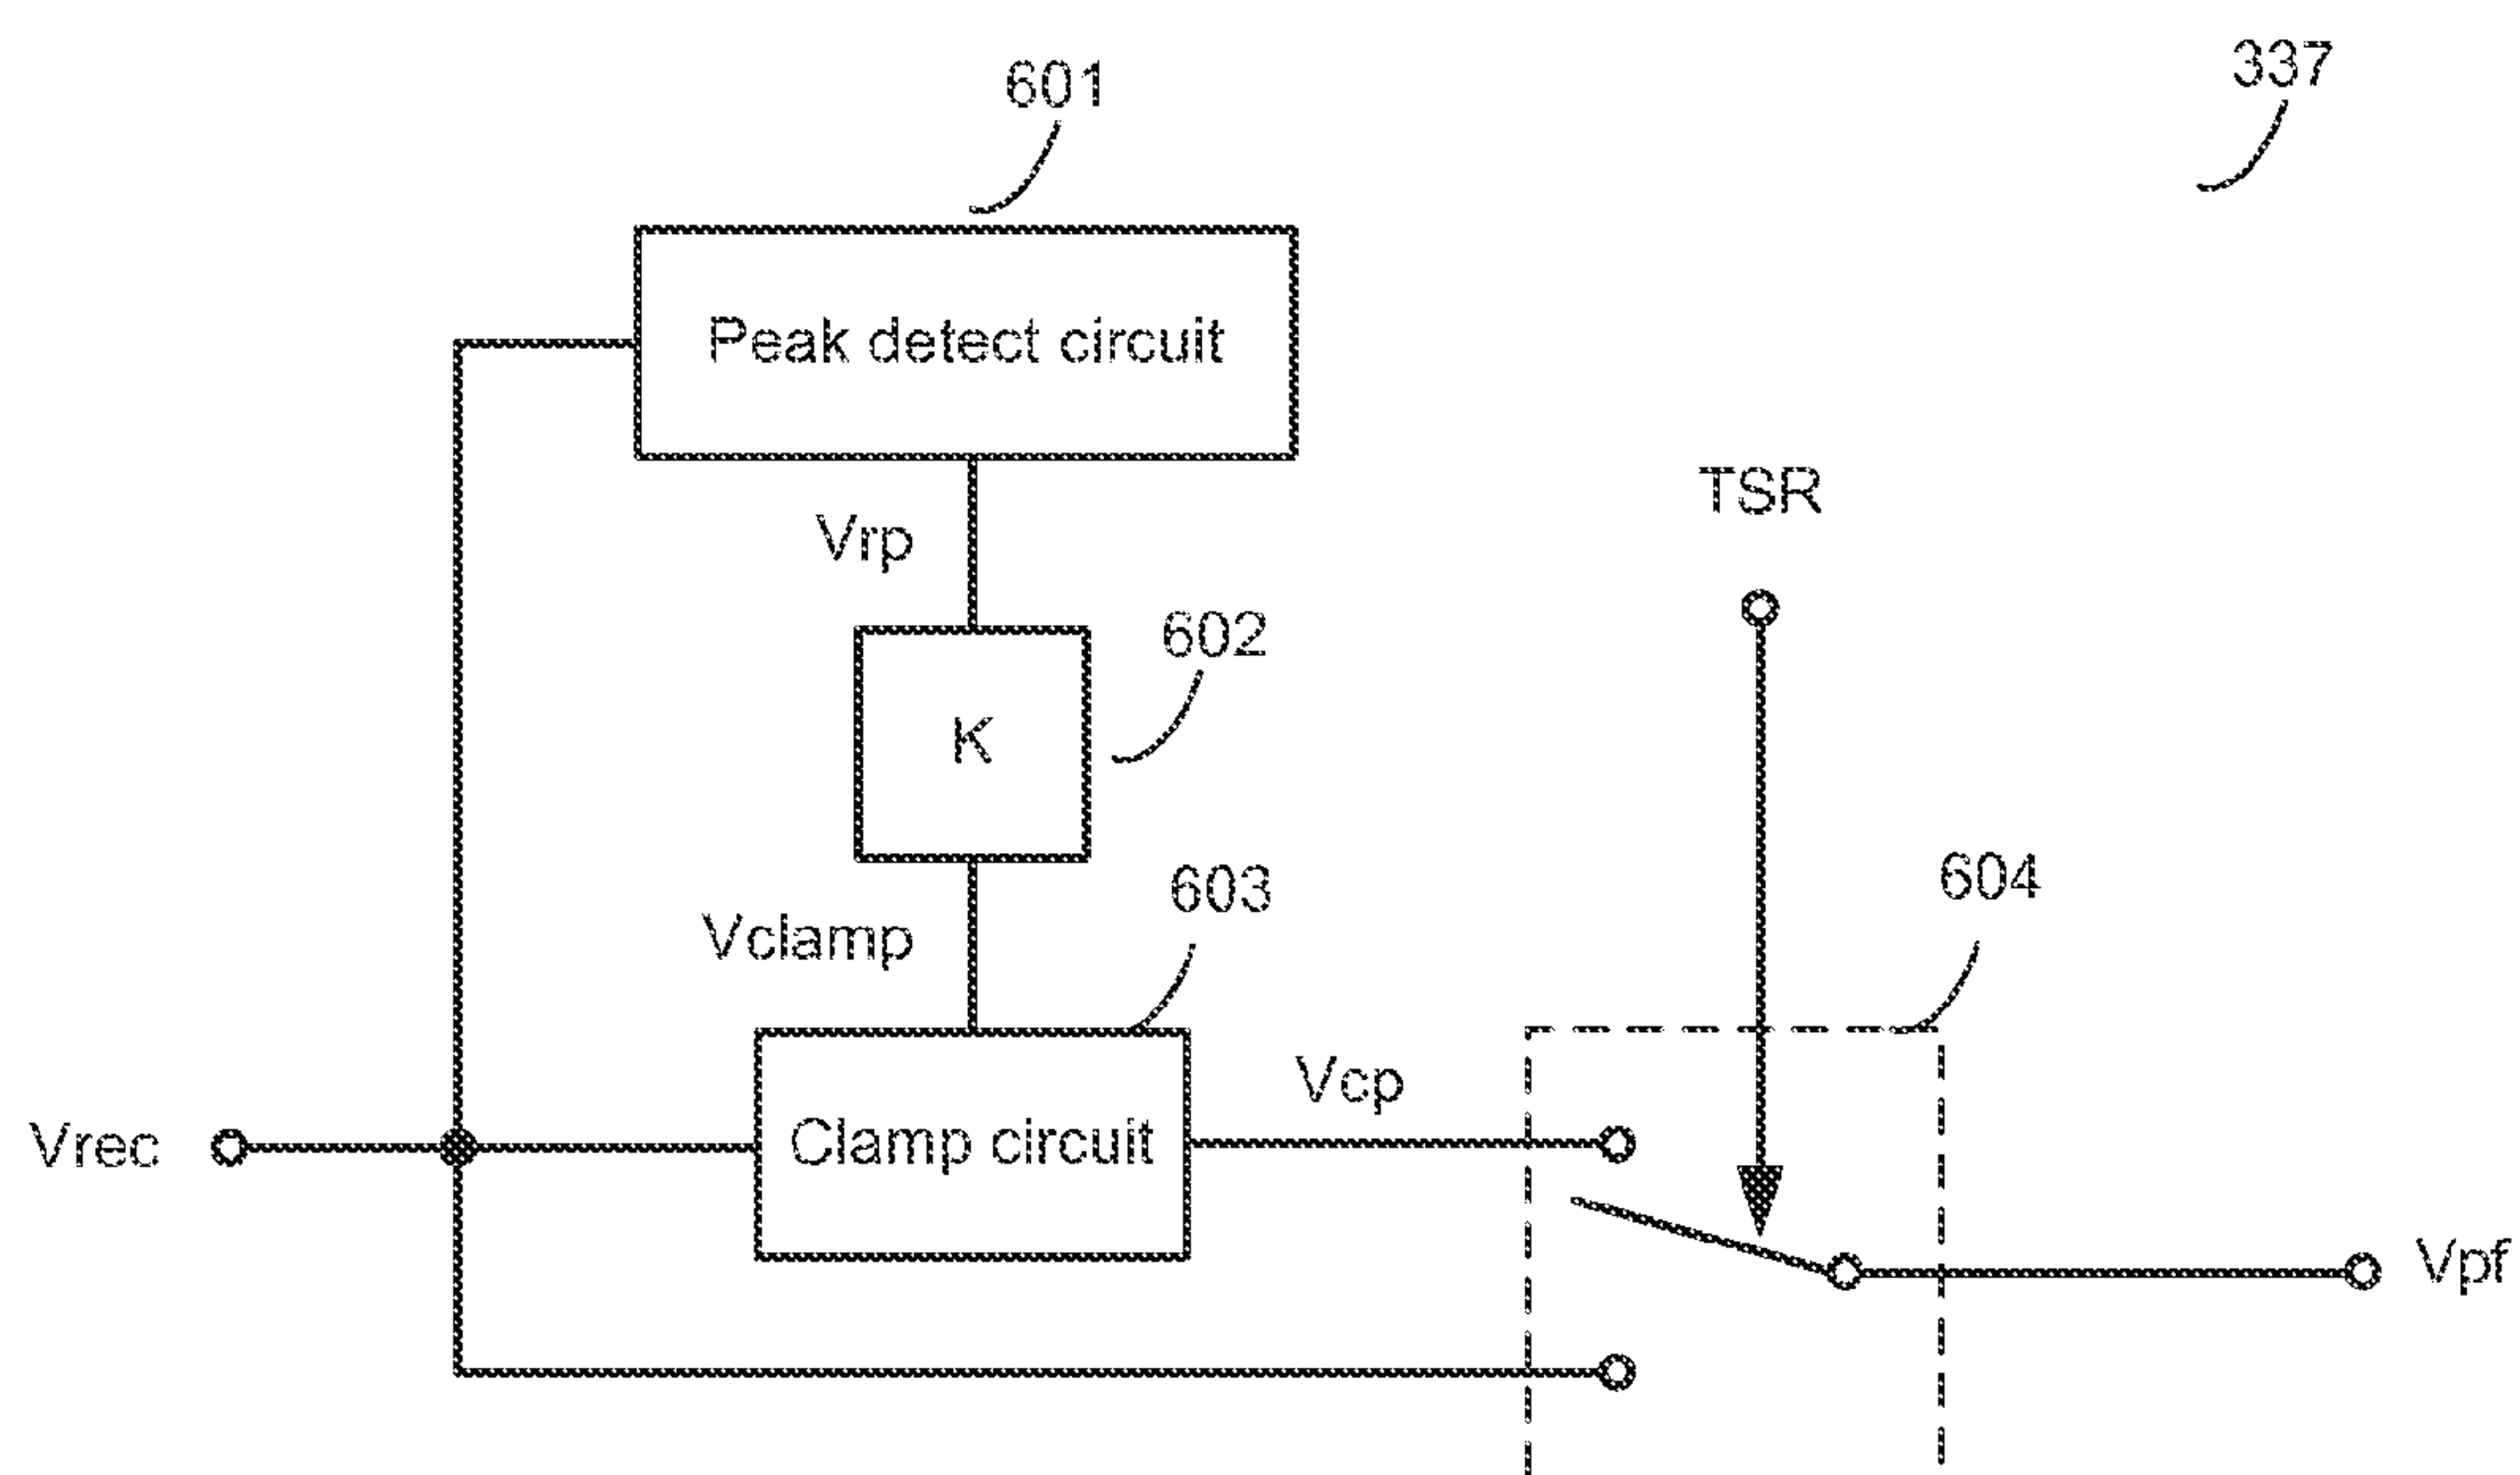 337
601
Peak detect circuit
TSR
Vrp
602
K
604
603
Vclamp
Vcp
Vrec
Clamp circuit
Vpf